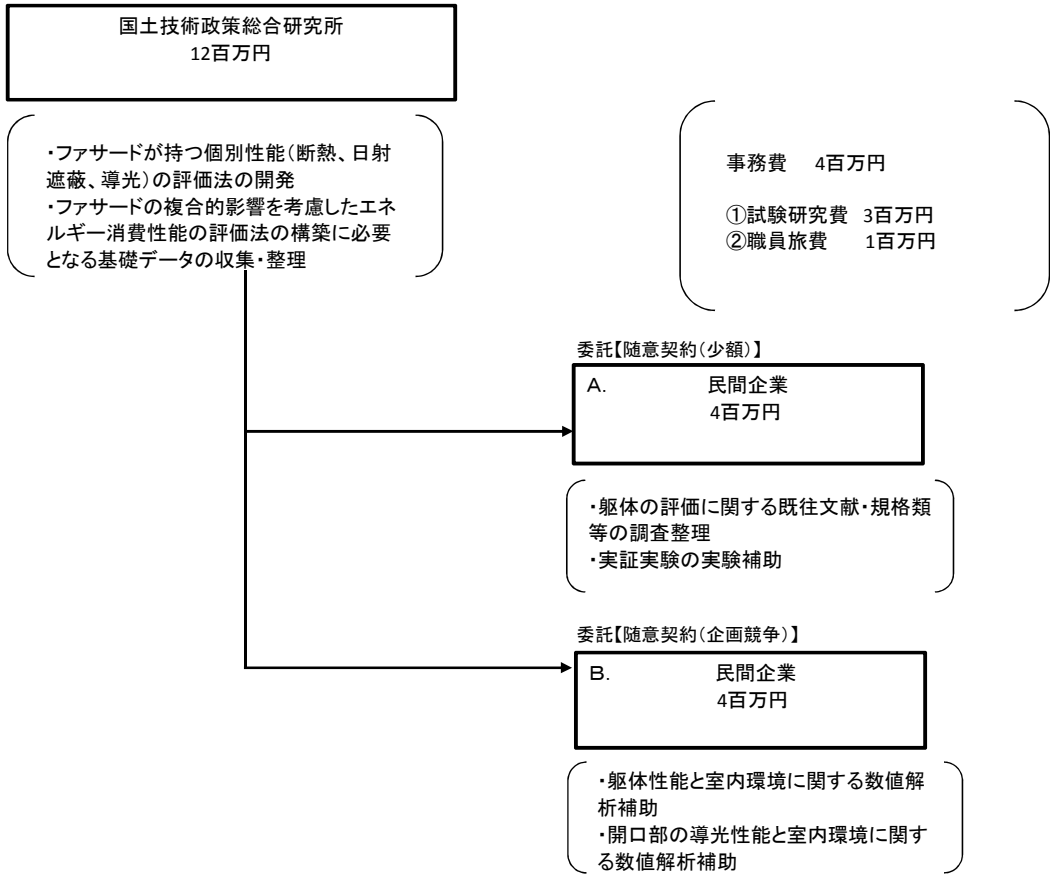 国土技術政策総合研究所
12百万円
・ファサードが持つ個別性能(断熱、日射
遮蔽、導光)の評価法の開発
・ファサードの複合的影響を考慮したエネ
ルギー消費性能の評価法の構築に必要
となる基礎データの収集・整理
事務費 4百万円
①試験研究費 3百万円
②職員旅費 1百万円
委託【随意契約(少額)】
A. 民間企業
4百万円
・躯体の評価に関する既往文献・規格類
等の調査整理
・実証実験の実験補助
委託【随意契約(企画競争)】
B. 民間企業
4百万円
・躯体性能と室内環境に関する数値解
析補助
・開口部の導光性能と室内環境に関す
る数値解析補助